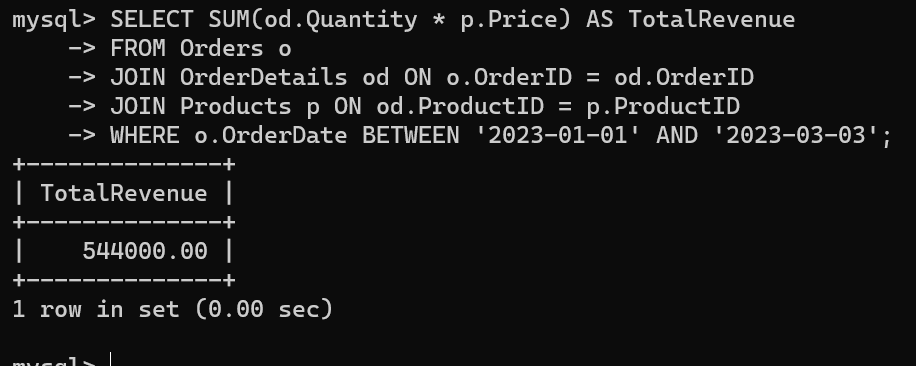 mysql> SELECT SUM(od.Quantity * p.Price) AS TotalRevenue
    -> FROM Orders o
    -> JOIN OrderDetails od ON o.OrderID = od.OrderID
    -> JOIN Products p ON od.ProductID = p.ProductID
    -> WHERE o.OrderDate BETWEEN '2023-01-01' AND '2023-03-03';
+--------------+
| TotalRevenue |
+--------------+
|    544000.00 |
+--------------+
1 row in set (0.00 sec)
mysql>